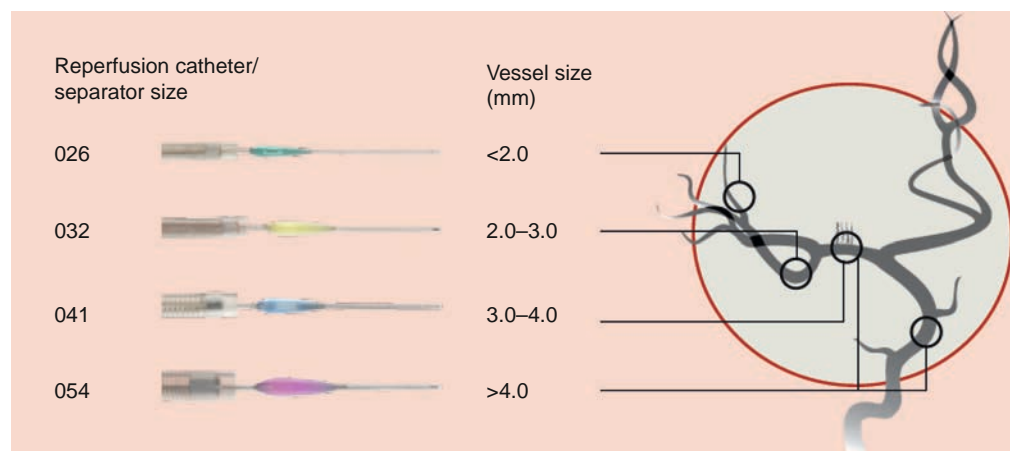 Reperfusion catheter/
separator size
Vessel size
(mm)
026
<2.0
032
2.0–3.0
041
3.0–4.0
054
>4.0